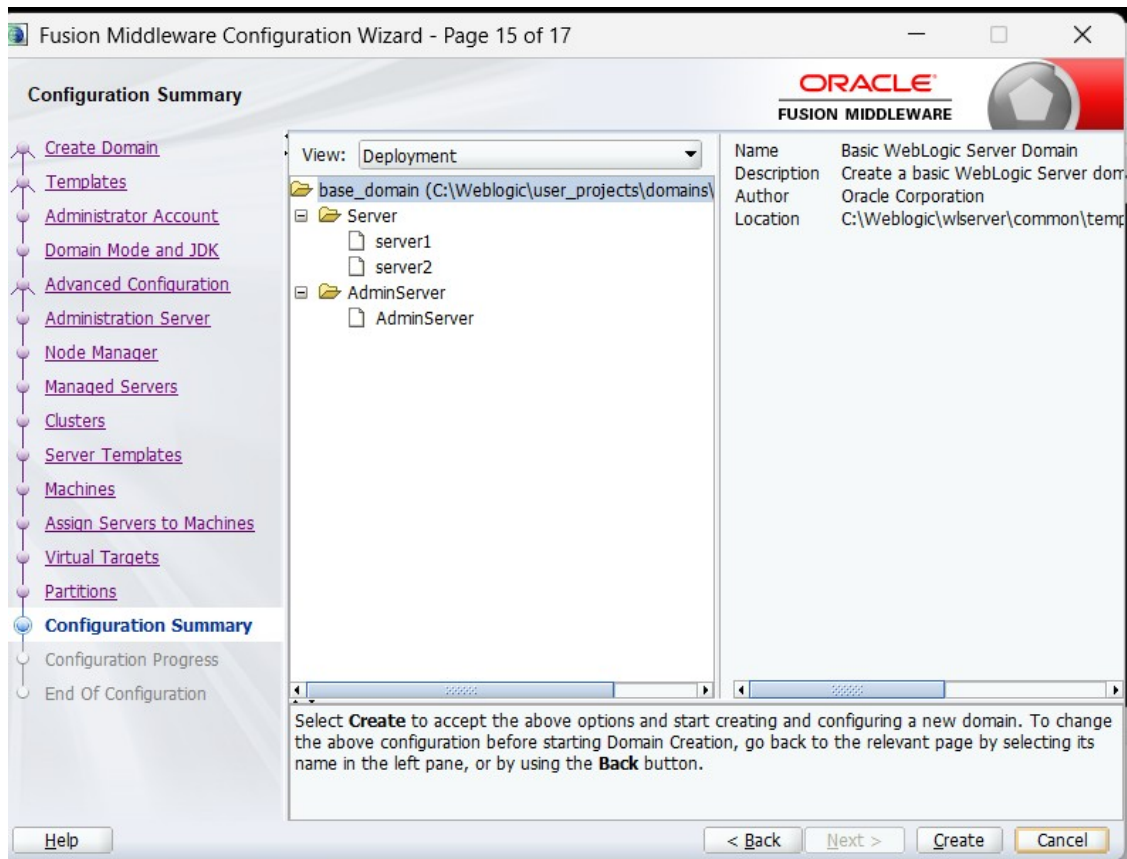 Fusion Middleware Configuration Wizard - Page 15 of 17
Configuration Summary
ORACLE
FUSION MIDDLEWARE
Create Domain
Templates
Administrator Account
Domain Mode and JDK
Advanced Configuration
Administration Server
Node Manager
Managed Servers
Clusters
Server Templates
Machines
Assign Servers to Machines
Virtual Targets
Partitions
Configuration Summary
Configuration Progress
End Of Configuration
View: Deployment
base_domain (C:\Weblogic\user_projects\domains\
Server
server1
server2
AdminServer
AdminServer
Name Basic WebLogic Server Domain
Description Create a basic WebLogic Server dom
Author Oracle Corporation
Location C:\Weblogic\wlserver\common\temp
Select Create to accept the above options and start creating and configuring a new domain. To change
the above configuration before starting Domain Creation, go back to the relevant page by selecting its
name in the left pane, or by using the Back button.
Help
< Back
Next >
Create
Cancel